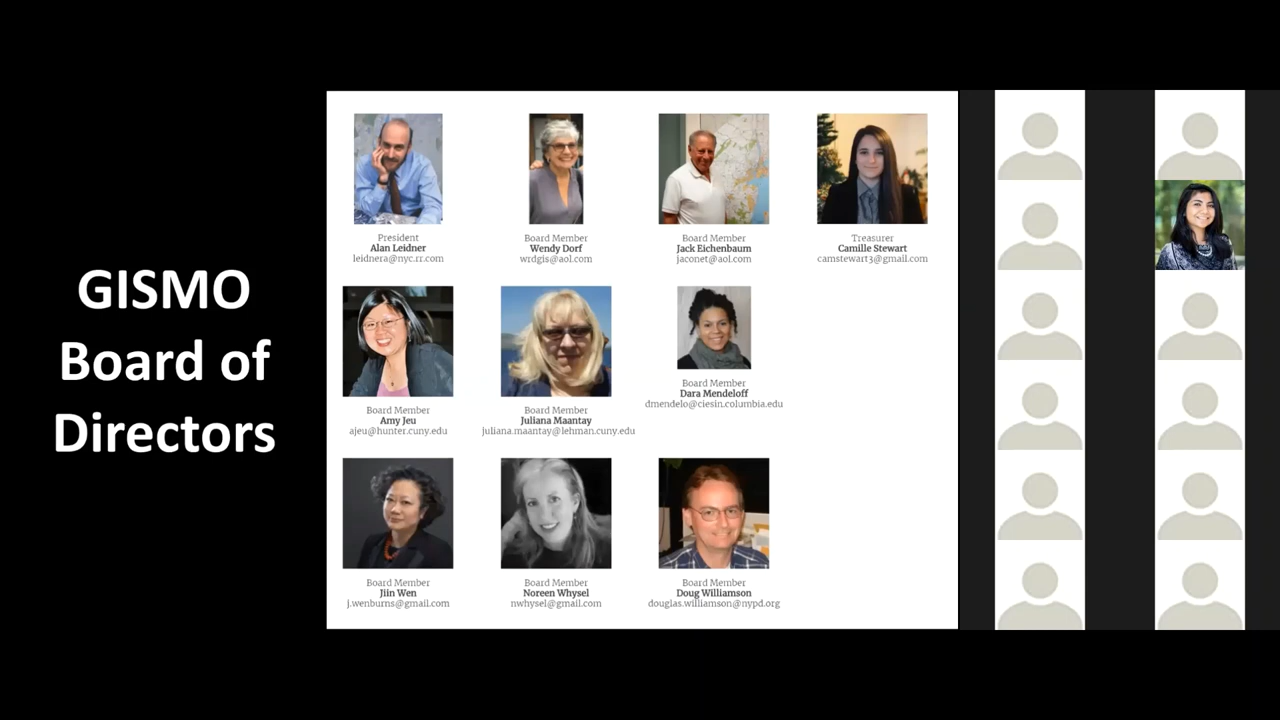 GISMO
Board of
Directors
President
Alan Leidner
leidnera@nyc.rr.com
Board Member
Wendy Dorf
wrdgis@aol.com
Board Member
Jack Eichenbaum
jaconet@aol.com
Treasurer
Camille Stewart
camstewart3@gmail.com
Board Member
Amy Jeu
ajeu@hunter.cuny.edu
Board Member
Juliana Maantay
juliana.maantay@lehman.cuny.edu
Board Member
Dara Mendeloff
dmendelo@ciesin.columbia.edu
Board Member
Jiin Wen
j.wenburns@gmail.com
Board Member
Noreen Whysel
nwhysel@gmail.com
Board Member
Doug Williamson
douglas.williamson@nypd.org